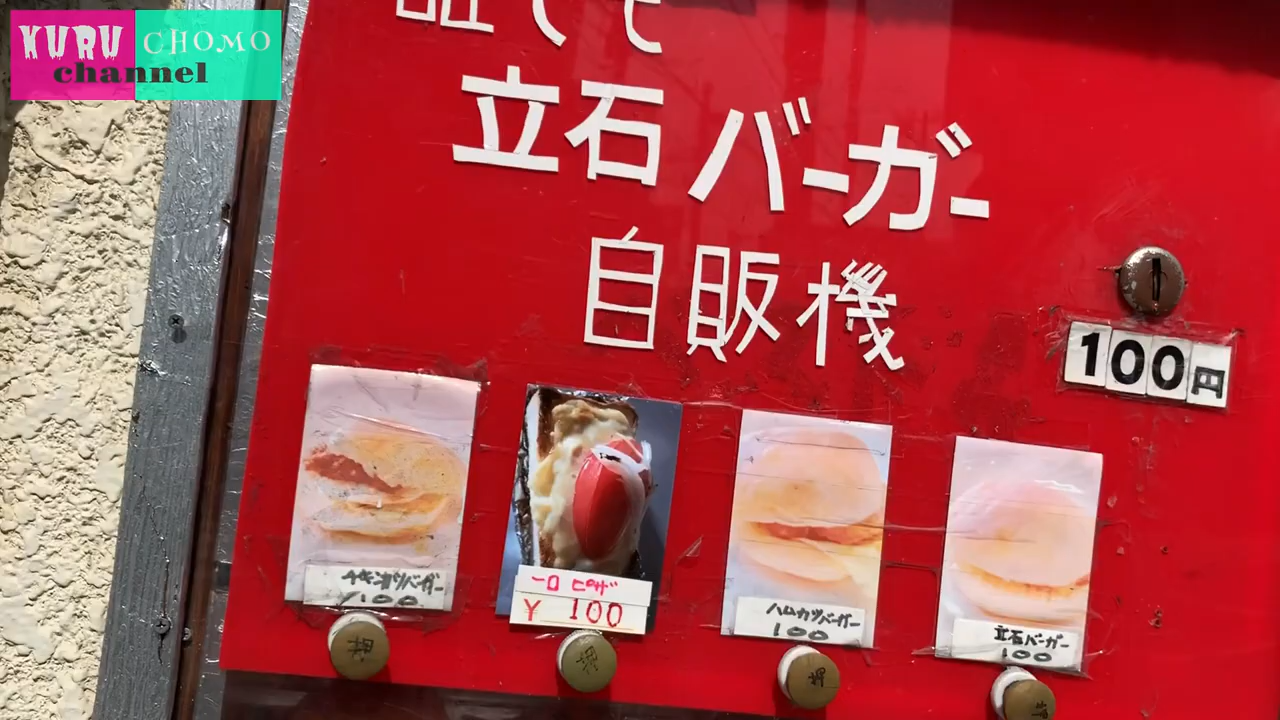 KURU CHOMO
channel
立石バーガー
自販機
100円
チキンカツバーガー
¥100
一口ピザ
¥ 100
ハムカツバーガー
100
立石バーガー
100